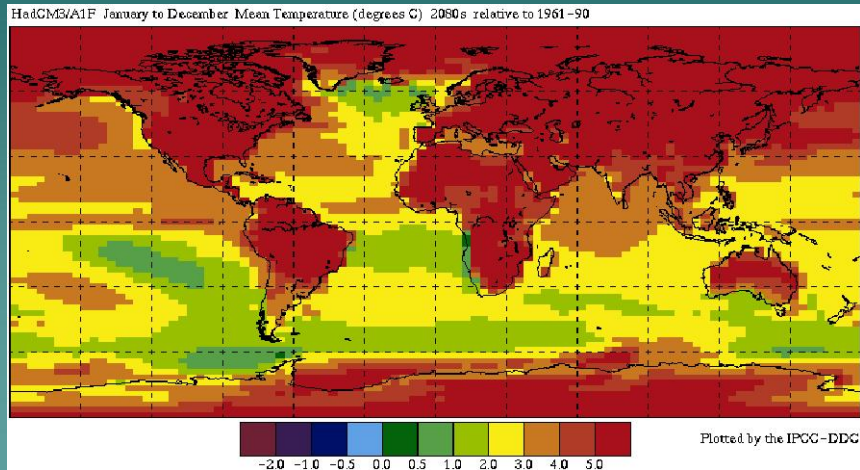 HadCM3/A1F January to December Mean Temperature (degrees C) 2080s relative to 1961-90
-2.0 -1.0 -0.5 0.0 0.5 1.0 2.0 3.0 4.0 5.0
Plotted by the IPCC-DDC